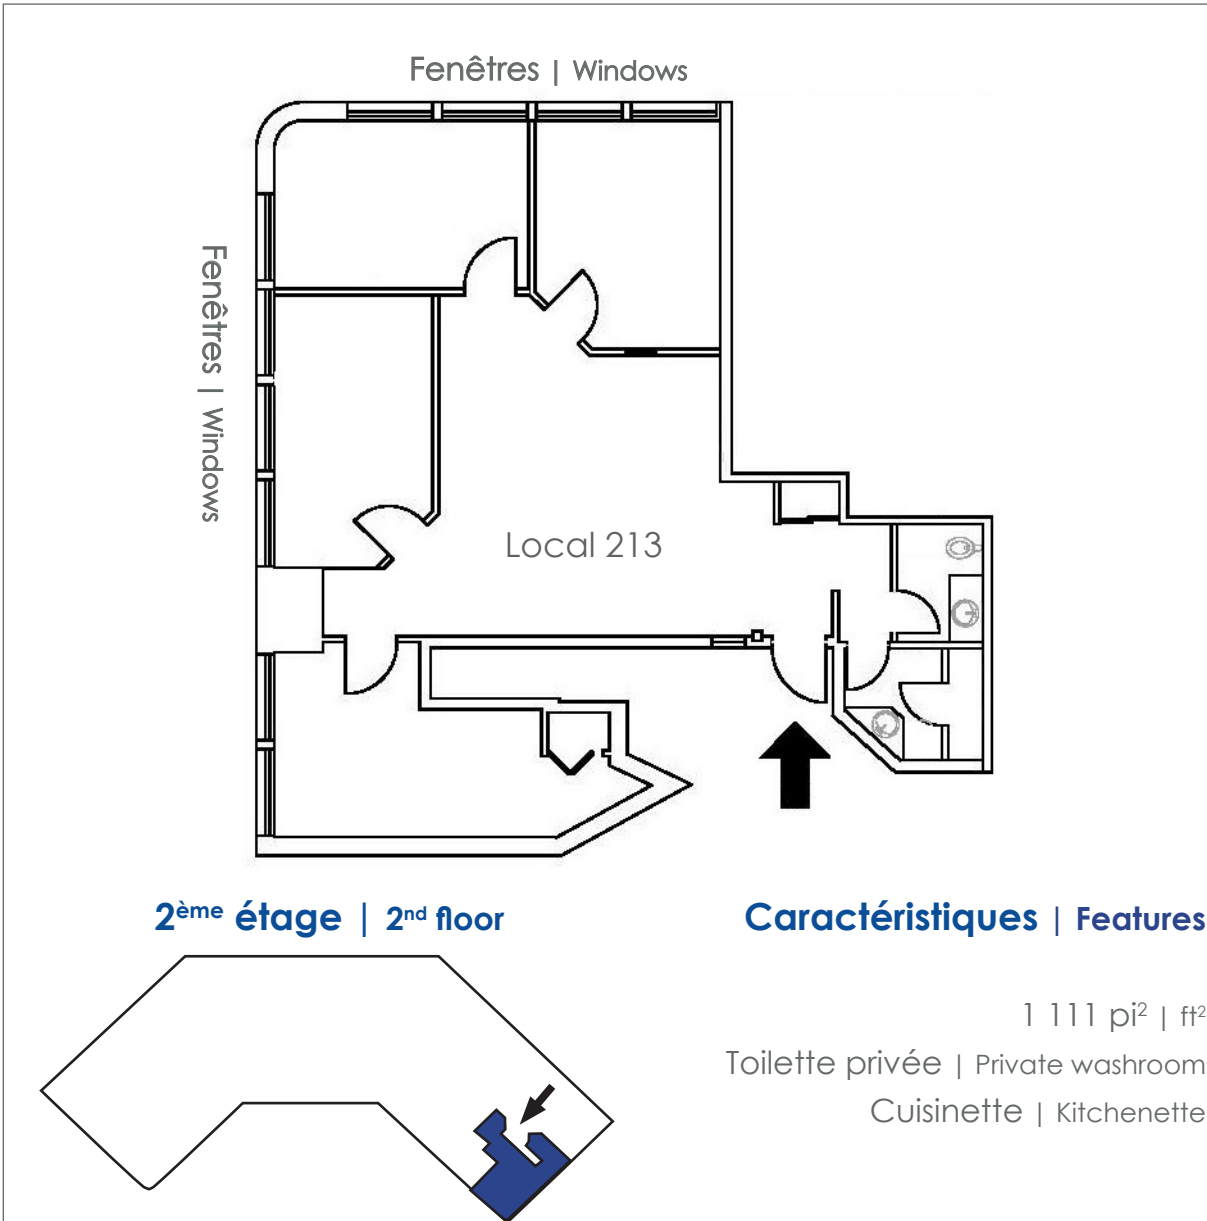 Fenêtres | Windows
Fenêtres | Windows
Local 213
2ème étage | 2nd floor
Caractéristiques | Features
1 111 pi² | ft²
Toilette privée | Private washroom
Cuisinette | Kitchenette